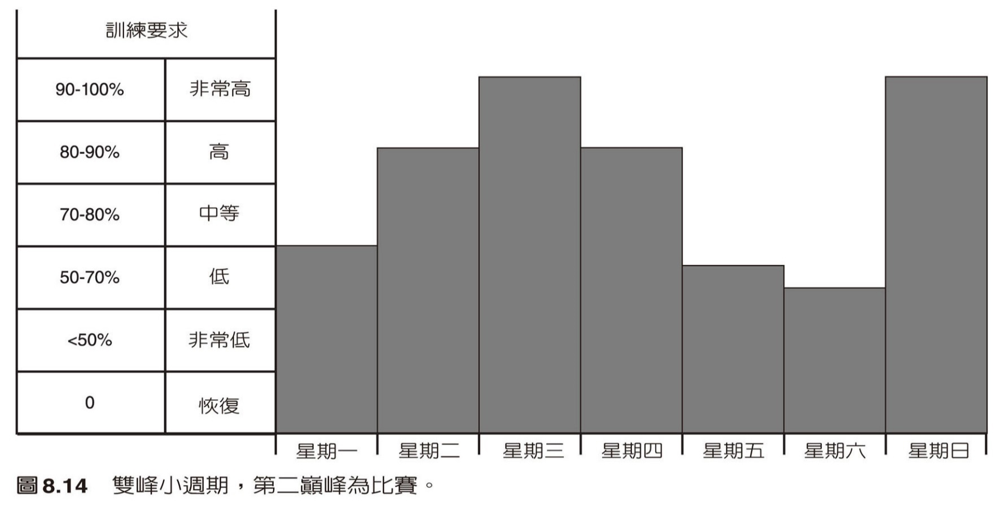 訓練要求
90-100% 非常高
80-90% 高
70-80% 中等
50-70% 低
<50% 非常低
0 恢復
星期一 星期二 星期三 星期四 星期五 星期六 星期日
圖8.14 雙峰小週期，第二巔峰為比賽。